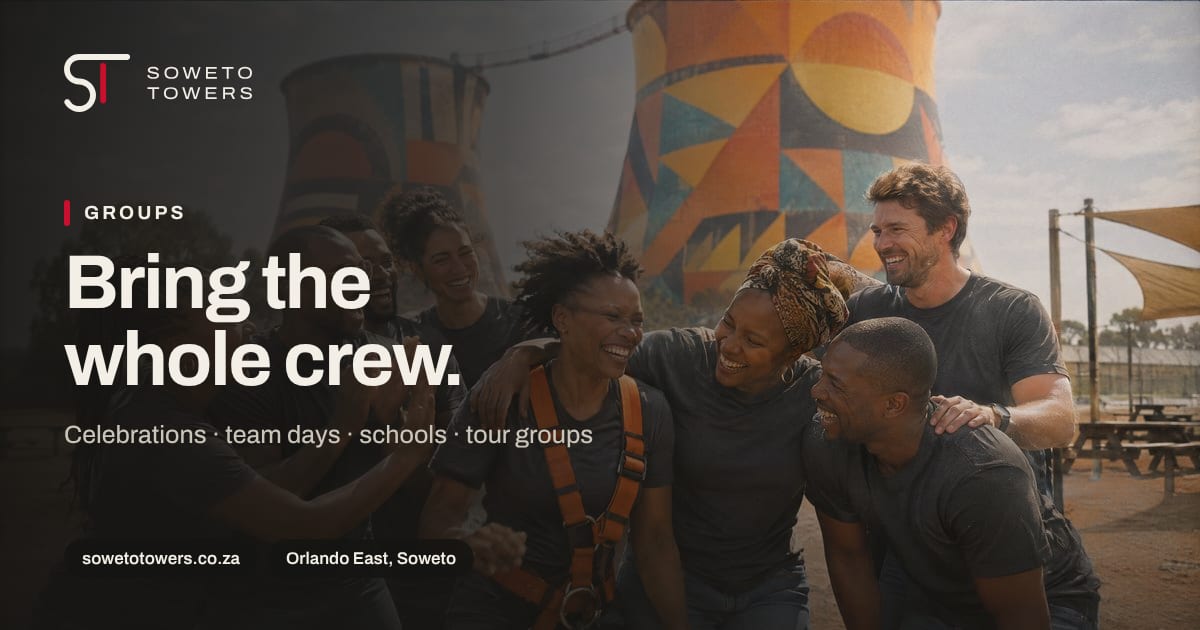 ST
SOWETO
TOWERS
GROUPS
Bring the
whole crew.
Celebrations · team days · schools · tour groups
sowetotowers.co.za
Orlando East, Soweto